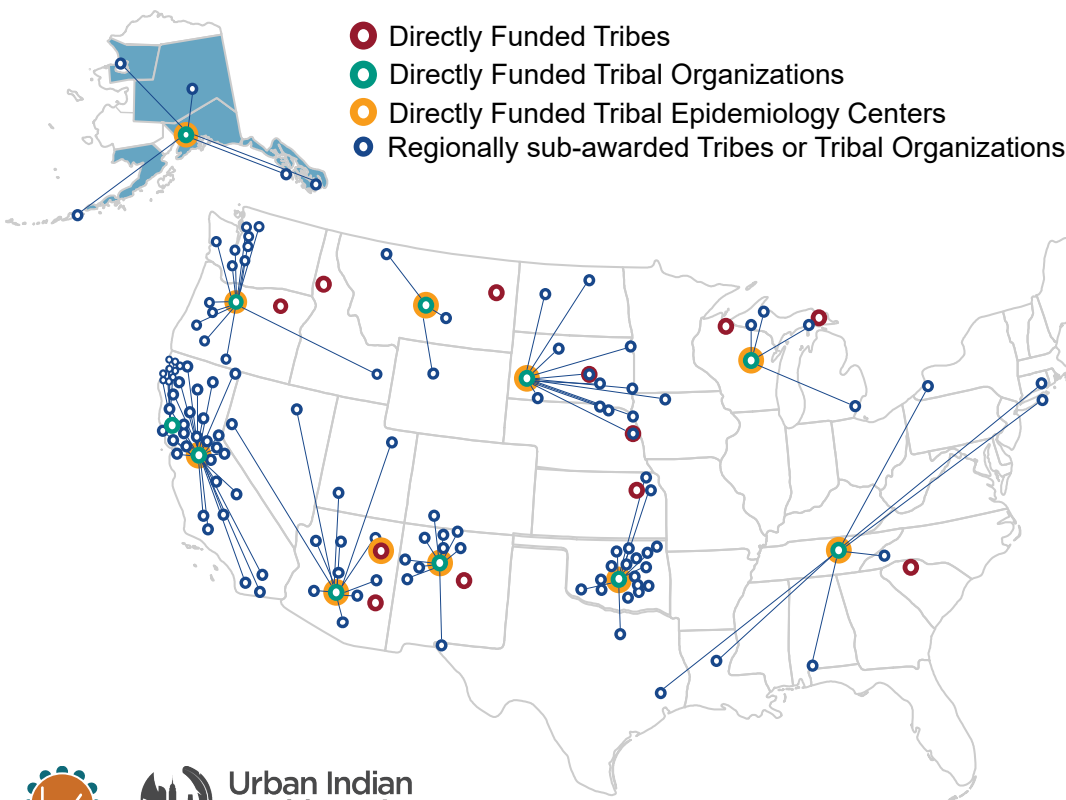 Directly Funded Tribes
Directly Funded Tribal Organizations
Directly Funded Tribal Epidemiology Centers
Regionally sub-awarded Tribes or Tribal Organizations
Urban Indian